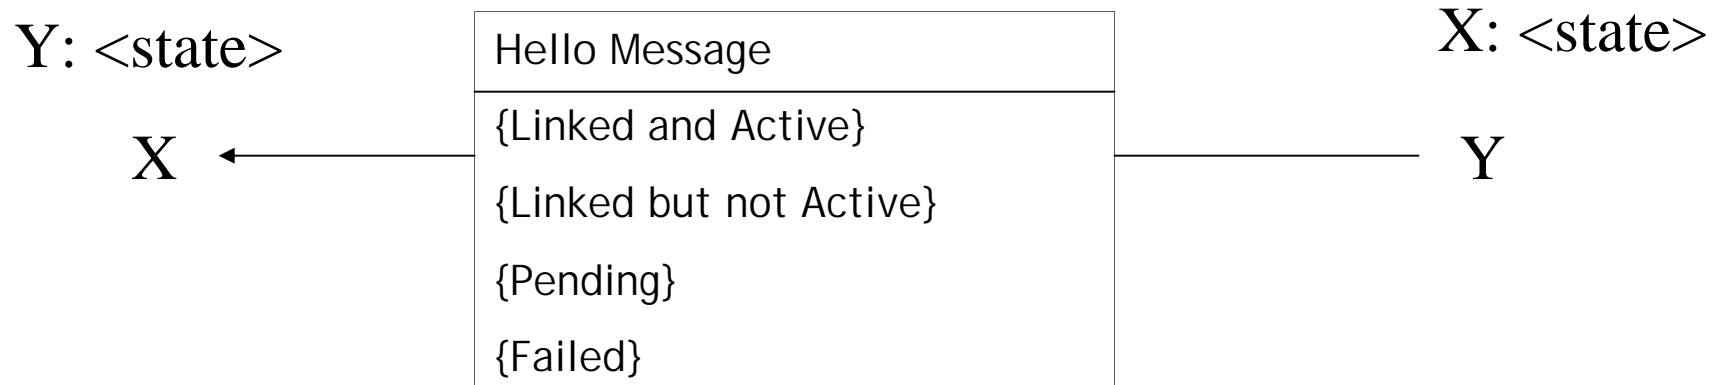 Y: <state>
Hello Message
X: <state>
{Linked and Active}
X
Y
{Linked but not Active}
{Pending}
{Failed}